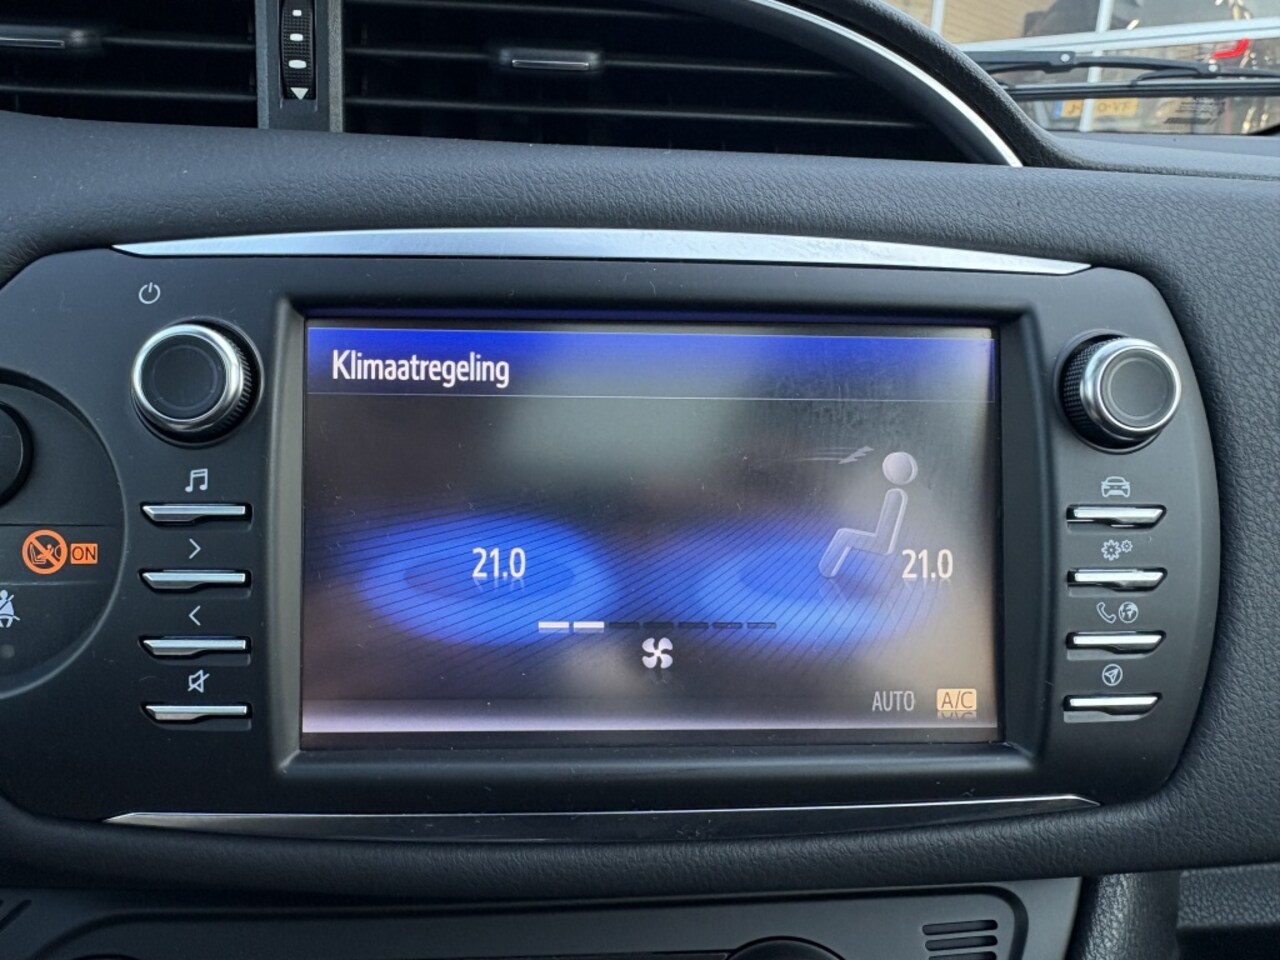 Klimaatregeling
21.0
21.0
AUTO A/C
ON